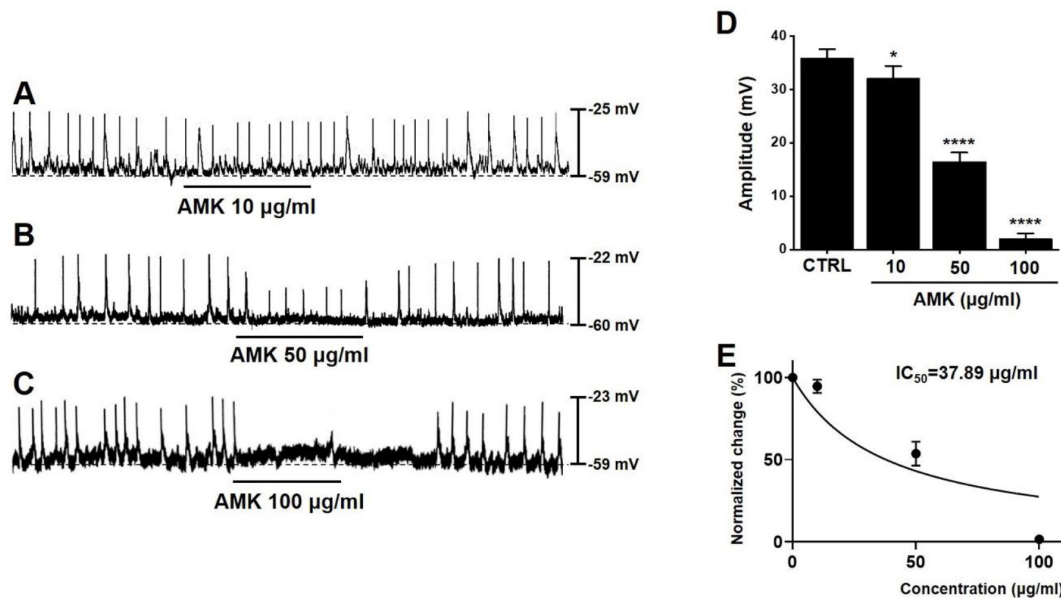 A
-25 mV
-59 mV
AMK 10 µg/ml
B
-22 mV
-60 mV
AMK 50 µg/ml
C
-23 mV
-59 mV
AMK 100 µg/ml
D
Amplitude (mV)
40
30
20
10
0
*
****
****
CTRL 10 50 100
AMK (µg/ml)
E
Normalized change (%)
100
50
0
IC50=37.89 µg/ml
0 50 100
Concentration (µg/ml)